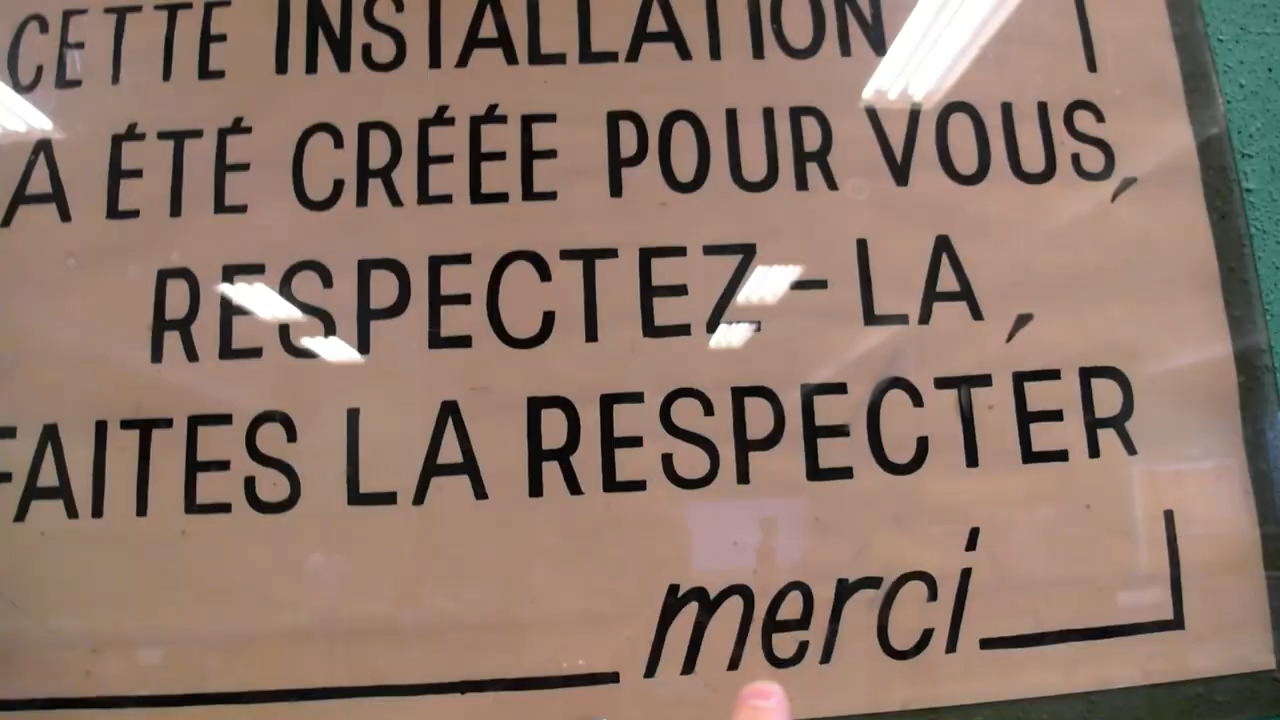 CETTE INSTALLATION
A ÉTÉ CRÉÉE POUR VOUS,
RESPECTEZ-LA,
FAITES LA RESPECTER
merci